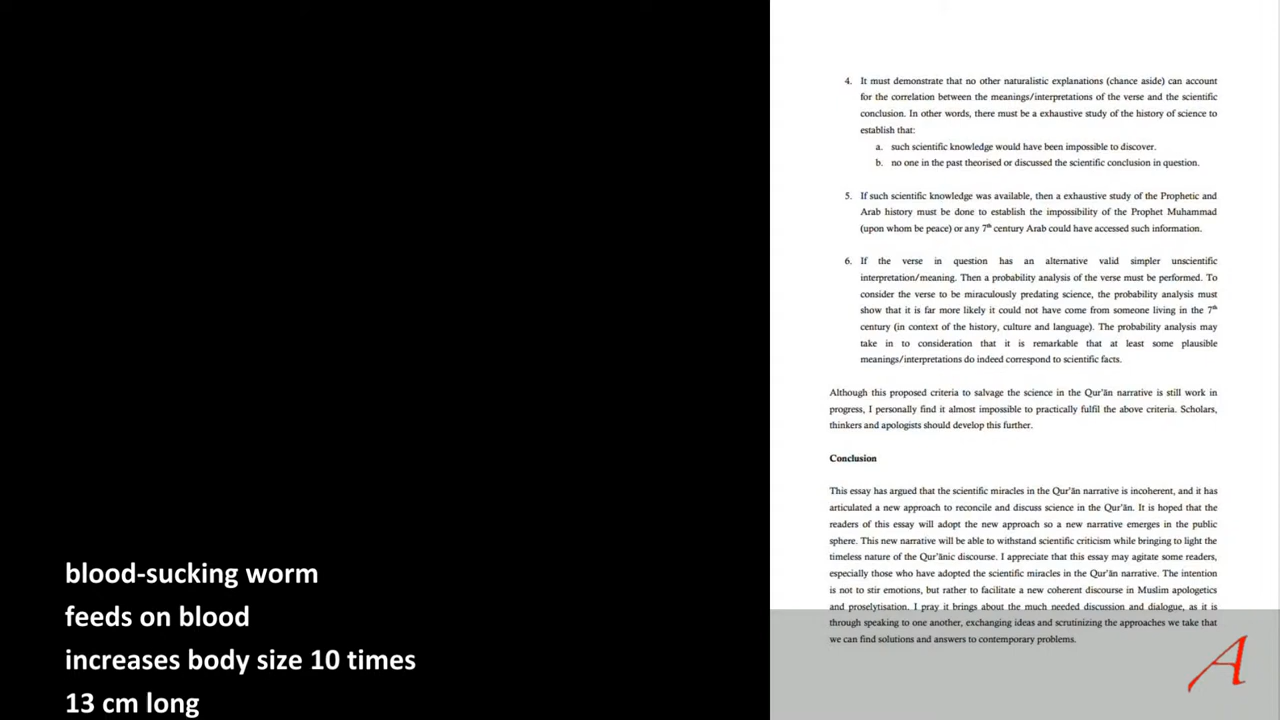 4. It must demonstrate that no other naturalistic explanations (chance aside) can account
for the correlation between the meanings/interpretations of the verse and the scientific
conclusion. In other words, there must be a exhaustive study of the history of science to
establish that:
a. such scientific knowledge would have been impossible to discover.
b. no one in the past theorised or discussed the scientific conclusion in question.
5. If such scientific knowledge was available, then a exhaustive study of the Prophetic and
Arab history must be done to establish the impossibility of the Prophet Muhammad
(upon whom be peace) or any 7th century Arab could have accessed such information.
6. If the verse in question has an alternative valid simpler unscientific
interpretation/meaning. Then a probability analysis of the verse must be performed. To
consider the verse to be miraculously predating science, the probability analysis must
show that it is far more likely it could not have come from someone living in the 7th
century (in context of the history, culture and language). The probability analysis may
take in to consideration that it is remarkable that at least some plausible
meanings/interpretations do indeed correspond to scientific facts.
Although this proposed criteria to salvage the science in the Qur'ān narrative is still work in
progress, I personally find it almost impossible to practically fulfil the above criteria. Scholars,
thinkers and apologists should develop this further.
Conclusion
This essay has argued that the scientific miracles in the Qur'ān narrative is incoherent, and it has
articulated a new approach to reconcile and discuss science in the Qur'ān. It is hoped that the
readers of this essay will adopt the new approach so a new narrative emerges in the public
sphere. This new narrative will be able to withstand scientific criticism while bringing to light the
timeless nature of the Qur'ānic discourse. I appreciate that this essay may agitate some readers,
especially those who have adopted the scientific miracles in the Qur'ān narrative. The intention
is not to stir emotions, but rather to facilitate a new coherent discourse in Muslim apologetics
and proselytisation. I pray it brings about the much needed discussion and dialogue, as it is
through speaking to one another, exchanging ideas and scrutinizing the approaches we take that
we can find solutions and answers to contemporary problems.
blood-sucking worm
feeds on blood
increases body size 10 times
13 cm long
A